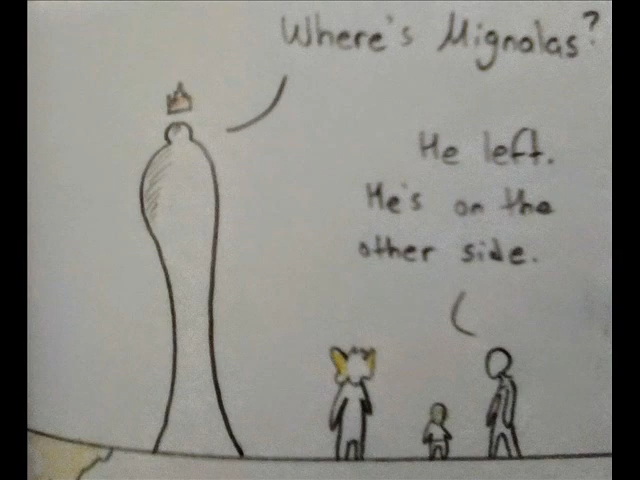 Where's Mignolas?
He left.
He's on the
other side.